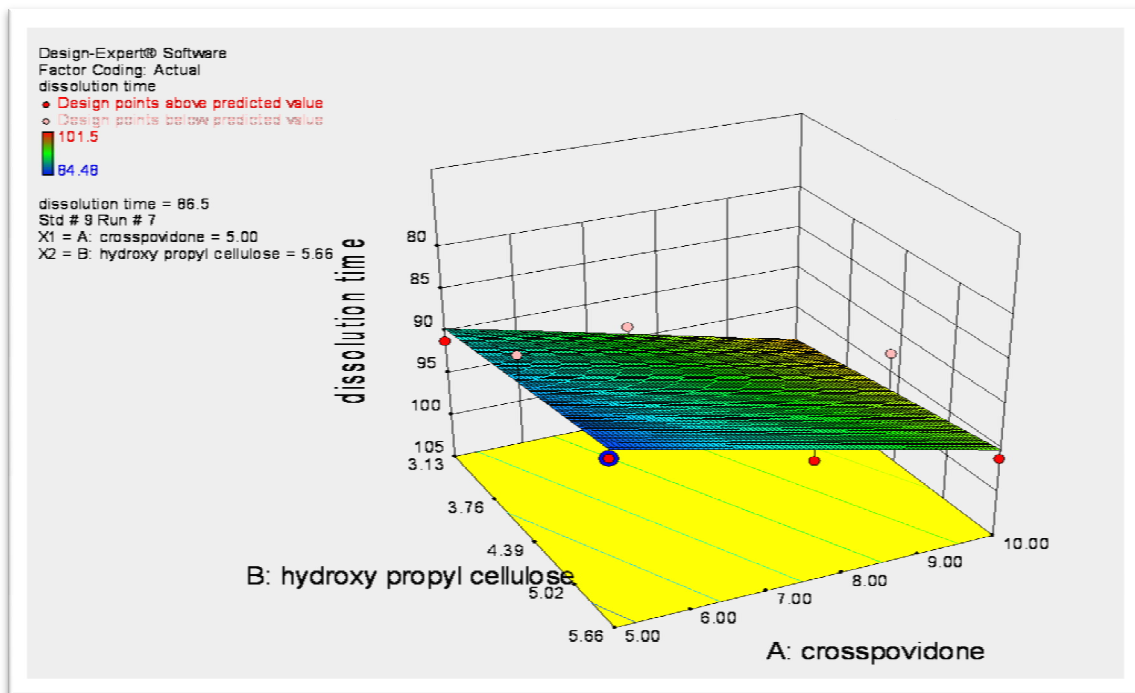 Design-Expert® Software
Factor Coding: Actual
dissolution time
Design points above predicted value
Design points below predicted value
101.5
84.48
dissolution time = 86.5
Std # 9 Run # 7
X1 = A: crosspovidone = 5.00
X2 = B: hydroxy propyl cellulose = 5.66
dissolution time
80
85
90
95
100
105
3.13
3.76
4.39
5.02
5.66
5.00
6.00
7.00
8.00
9.00
10.00
B: hydroxy propyl cellulose
A: crosspovidone